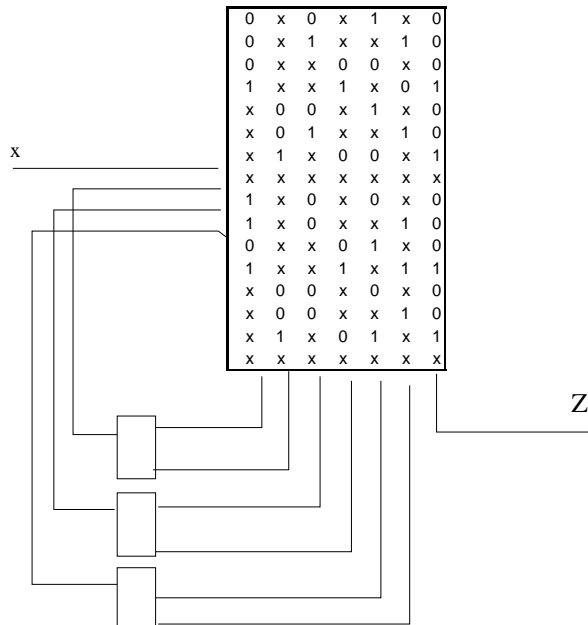 0 x 0 x 1 x 0
0 x 1 x x 1 0
0 x x 0 0 x 0
1 x x 1 x 0 1
x 0 0 x 1 x 0
x 0 1 x x 1 0
x 1 x 0 0 x 1
x x x x x x x
1 x 0 x 0 x 0
1 x 0 x x 1 0
0 x x 0 1 x 0
1 x x 1 x 1 1
x 0 0 x 0 x 0
x 0 0 x x 1 0
x 1 x 0 1 x 1
x x x x x x x
x
Z